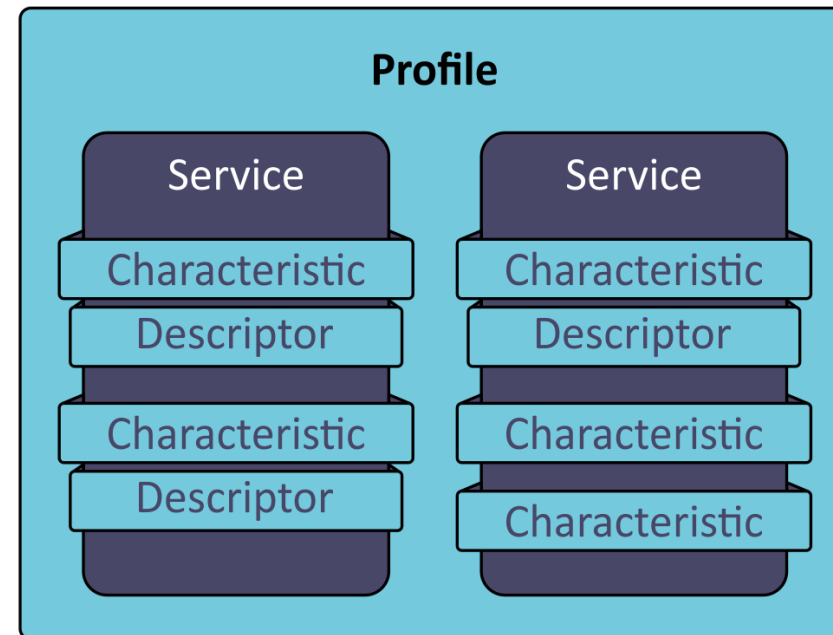 Profile
Service
Characteristic
Descriptor
Characteristic
Descriptor
Service
Characteristic
Descriptor
Characteristic
Characteristic